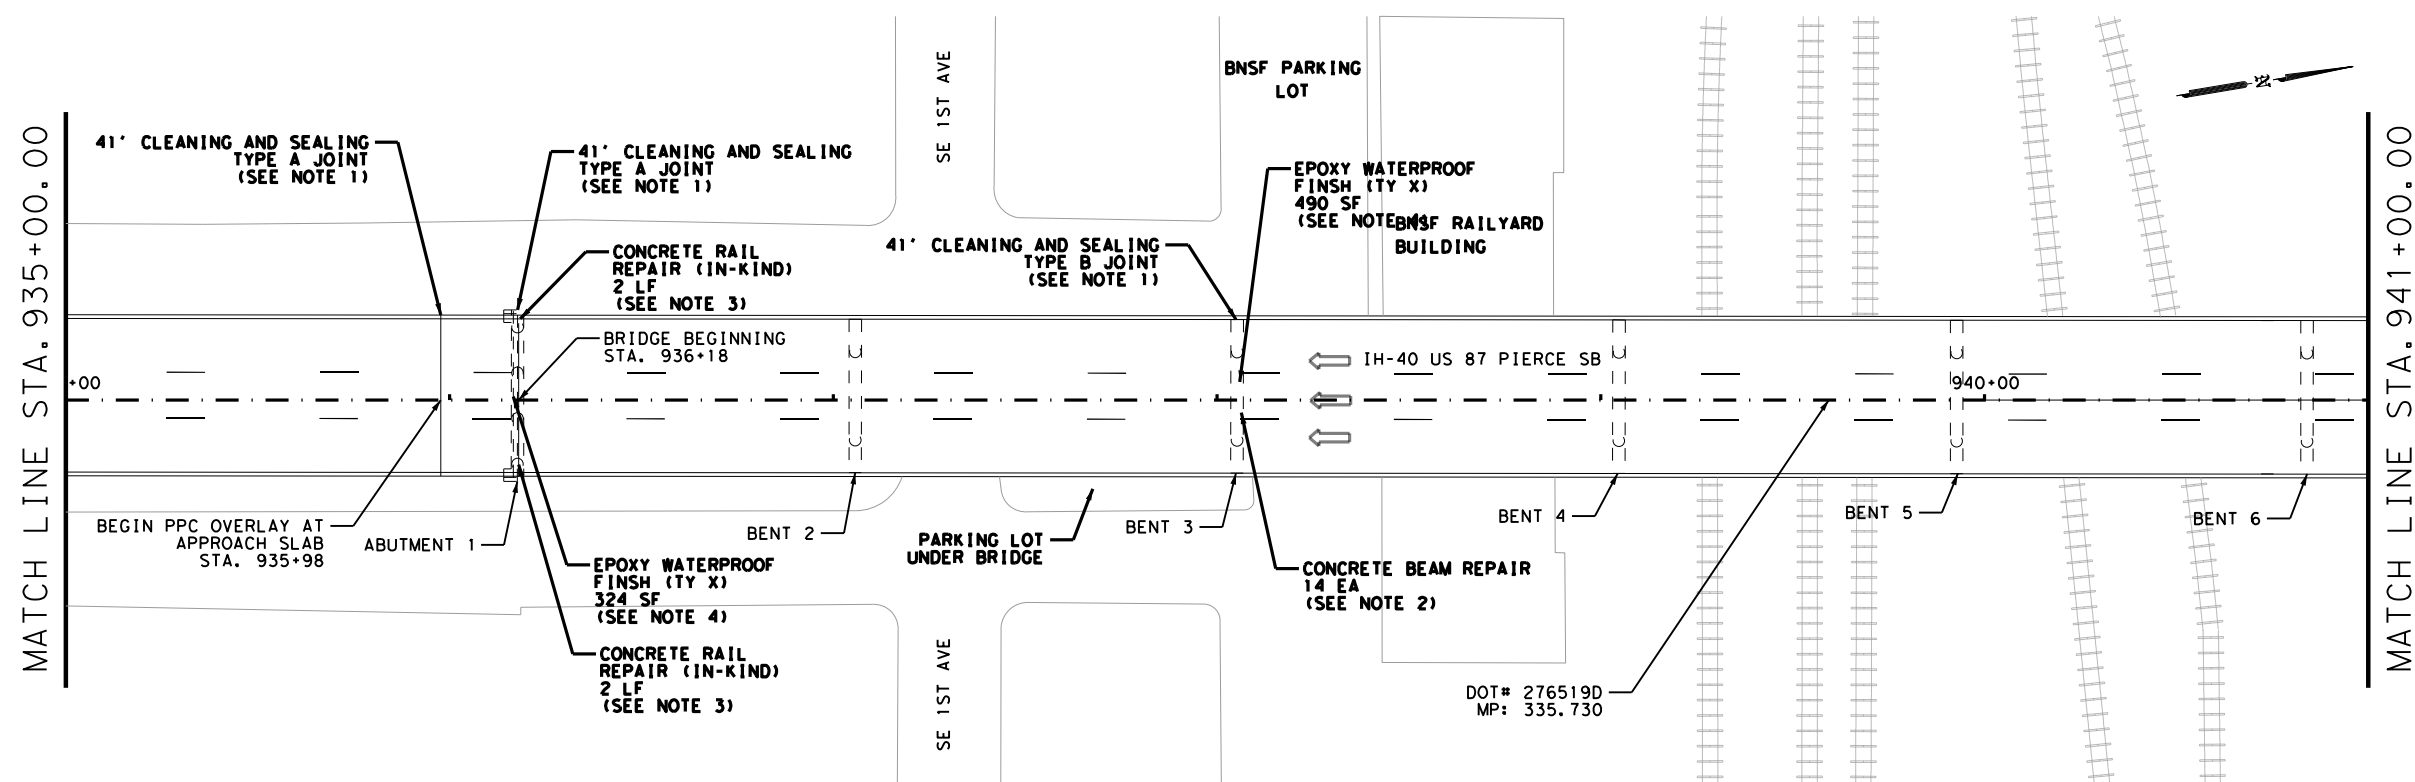 MATCH LINE STA. 935+00.00
41' CLEANING AND SEALING
TYPE A JOINT
(SEE NOTE 1)
41' CLEANING AND SEALING
TYPE A JOINT
(SEE NOTE 1)
CONCRETE RAIL
REPAIR (IN-KIND)
2 LF
(SEE NOTE 3)
BRIDGE BEGINNING
STA. 936+18
SE 1ST AVE
BNSF PARKING
LOT
EPOXY WATERPROOF
FINSH (TY X)
490 SF
(SEE NOTE 4)
BNSF RAILYARD
BUILDING
41' CLEANING AND SEALING
TYPE B JOINT
(SEE NOTE 1)
N
IH-40 US 87 PIERCE SB
+00
940+00
BEGIN PPC OVERLAY AT
APPROACH SLAB
STA. 935+98
ABUTMENT 1
BENT 2
PARKING LOT
UNDER BRIDGE
BENT 3
BENT 4
BENT 5
BENT 6
EPOXY WATERPROOF
FINSH (TY X)
324 SF
(SEE NOTE 4)
CONCRETE RAIL
REPAIR (IN-KIND)
2 LF
(SEE NOTE 3)
SE 1ST AVE
CONCRETE BEAM REPAIR
14 EA
(SEE NOTE 2)
DOT# 276519D
MP: 335.730
MATCH LINE STA. 941+00.00